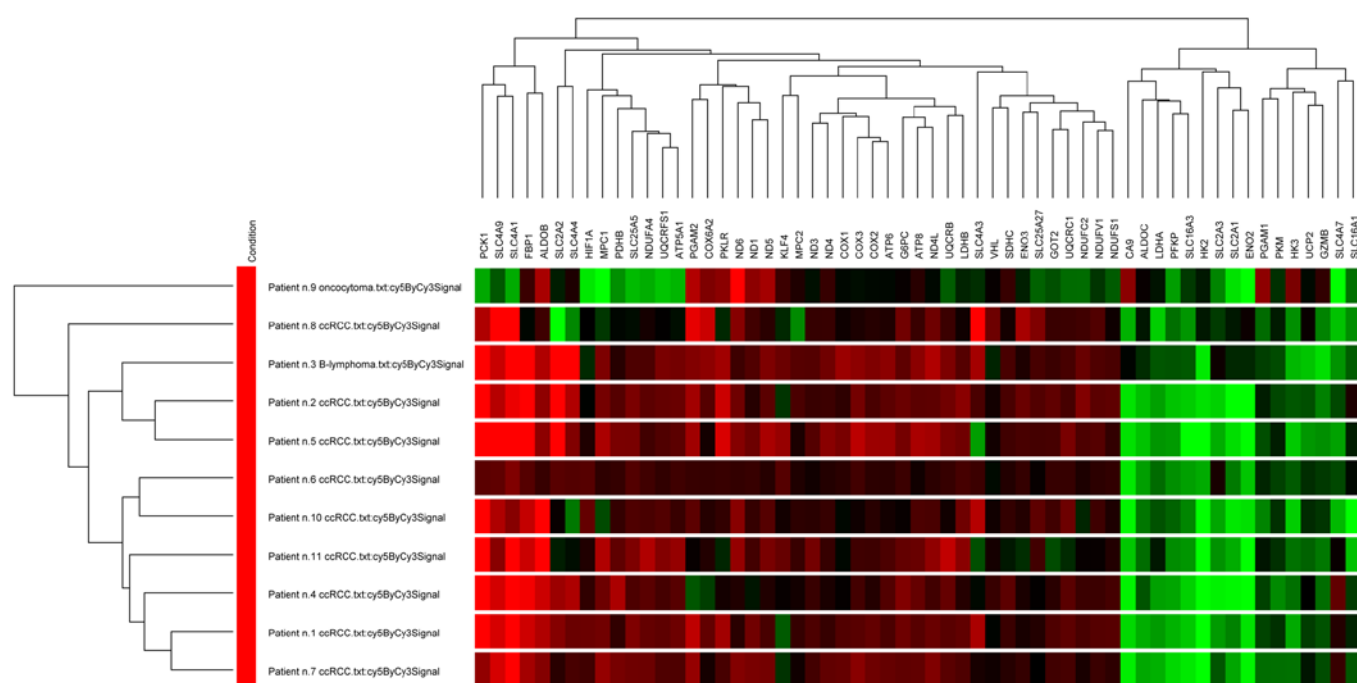 Condition
PCK1
SLC4A9
SLC4A1
FBP1
ALDOB
SLC2A2
SLC4A4
HIF1A
MPC1
PDHB
SLC25A5
NDUFA4
UQCRFS1
ATP5A1
PGAM2
COX6A2
PKLR
ND6
ND1
ND5
KLF4
MPC2
ND3
ND4
COX1
COX3
COX2
ATP6
G6PC
ATP8
ND4L
UQCRB
LDHB
SLC4A3
VHL
SDHC
ENO3
SLC25A27
GOT2
UQCRC1
NDUFC2
NDUFV1
NDUFS1
CA9
ALDOC
LDHA
PFKP
SLC16A3
HK2
SLC2A3
SLC2A1
ENO2
PGAM1
PKM
HK3
UCP2
GZMB
SLC4A7
SLC16A1
Patient n.9 oncocytoma.txt:cy5ByCy3Signal
Patient n.8 ccRCC.txt:cy5ByCy3Signal
Patient n.3 B-lymphoma.txt:cy5ByCy3Signal
Patient n.2 ccRCC.txt:cy5ByCy3Signal
Patient n.5 ccRCC.txt:cy5ByCy3Signal
Patient n.6 ccRCC.txt:cy5ByCy3Signal
Patient n.10 ccRCC.txt:cy5ByCy3Signal
Patient n.11 ccRCC.txt:cy5ByCy3Signal
Patient n.4 ccRCC.txt:cy5ByCy3Signal
Patient n.1 ccRCC.txt:cy5ByCy3Signal
Patient n.7 ccRCC.txt:cy5ByCy3Signal